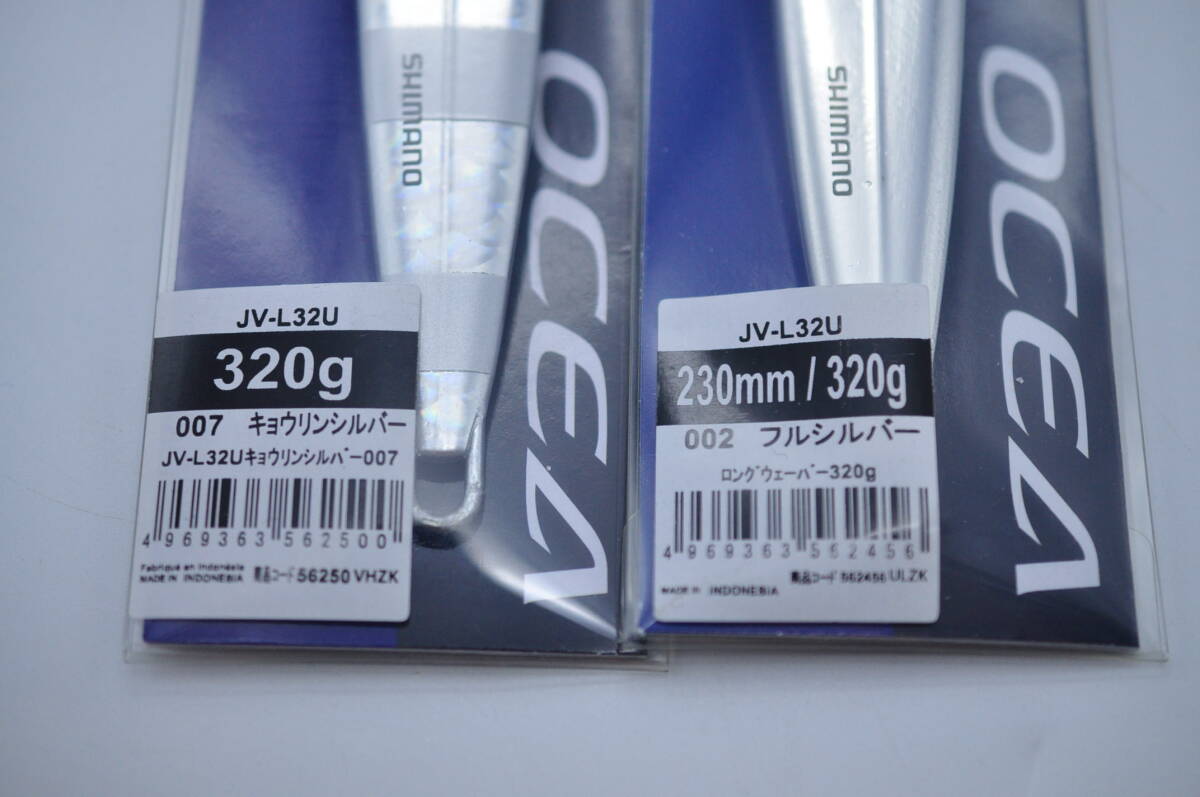 SHIMANO
OCEA
JV-L32U
320g
007 キョウリンシルバー
JV-L32Uキョウリンシルバー007
4 969363 562500
Fabriqué en Indonésie
MADE IN INDONESIA 商品コード 56250 VHZK
SHIMANO
OCEA
JV-L32U
230mm / 320g
002 フルシルバー
ロングウェーバー320g
4 969363 562456
MADE IN INDONESIA 商品コード 562456 ULZK